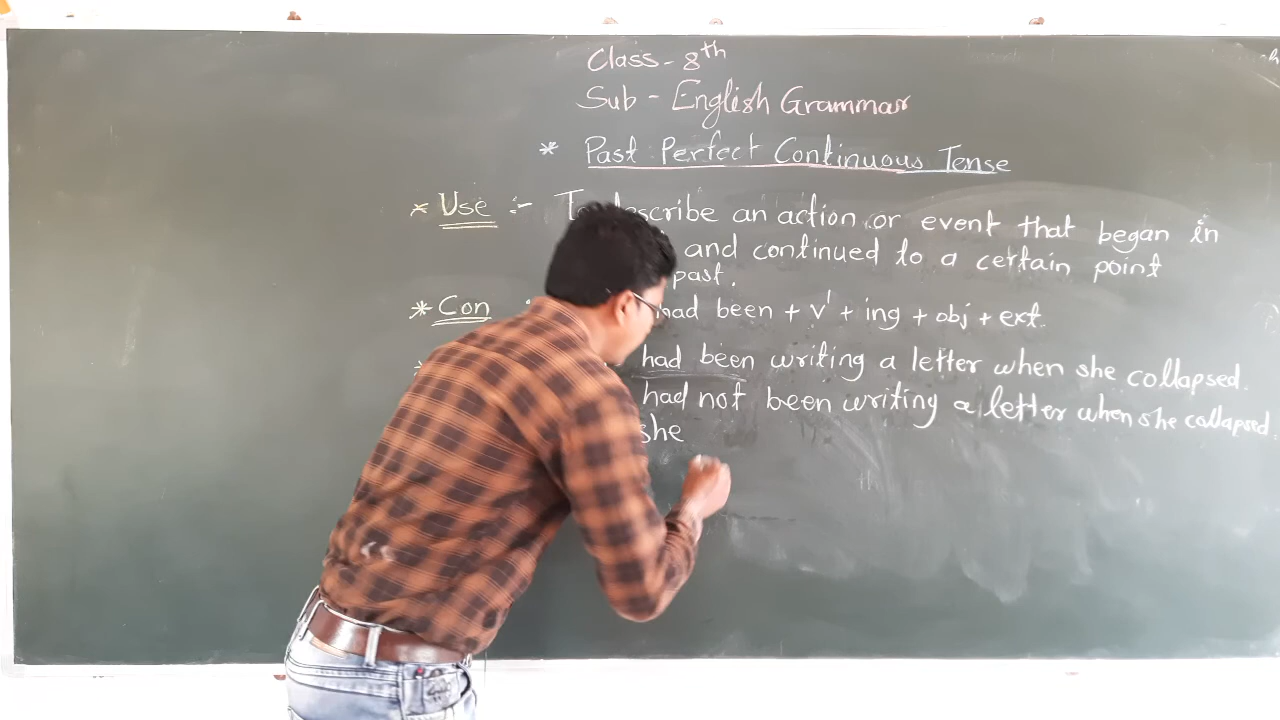 Class - 8th
Sub - English Grammar
* Past Perfect Continuous Tense
* Use :- To describe an action or event that began in
and continued to a certain point
past.
* Con had been + v¹ + ing + obj + ext.
had been writing a letter when she collapsed.
had not been writing a letter when she collapsed.
she